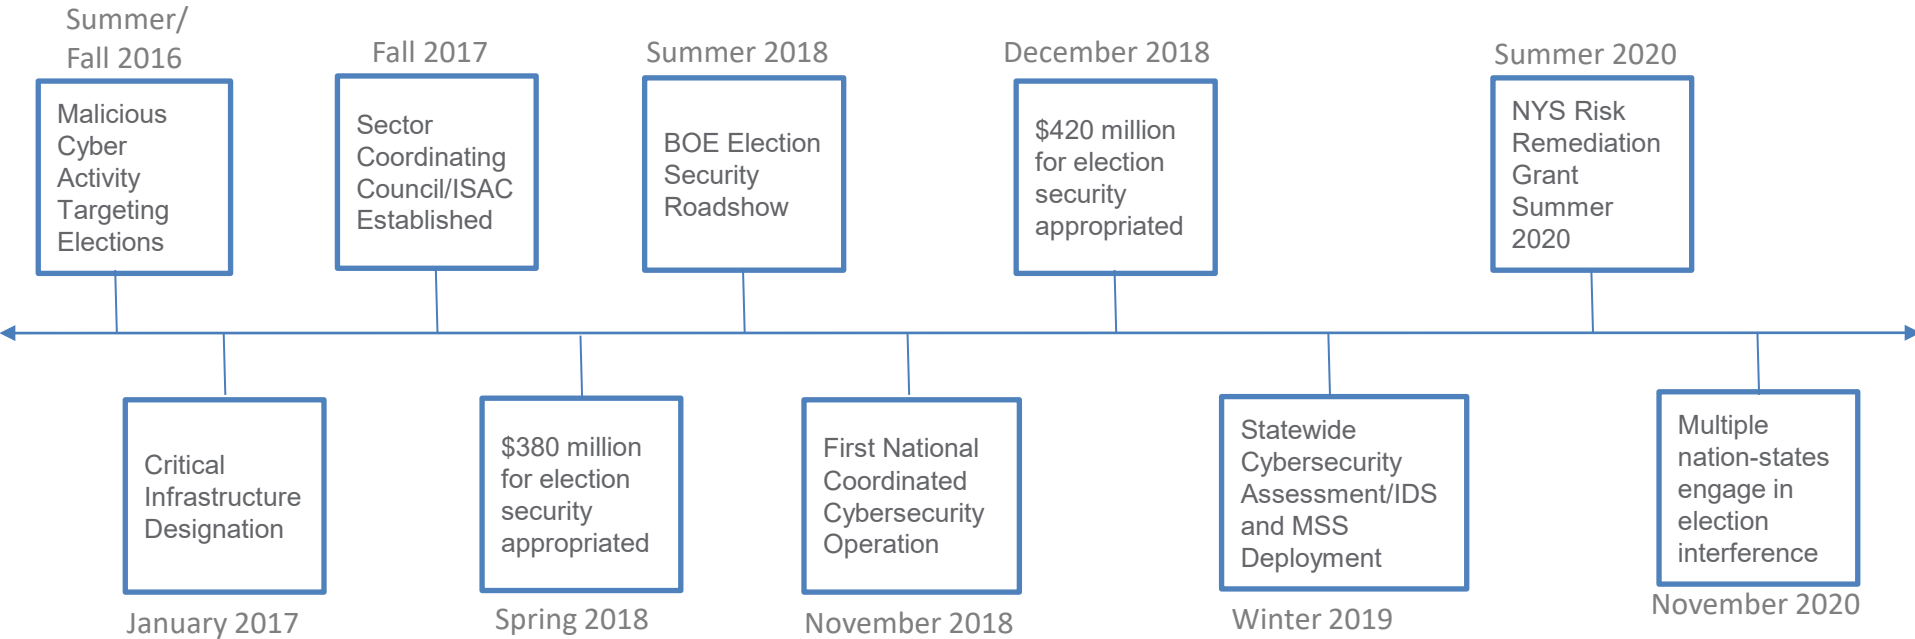 Summer/
Fall 2016
Malicious
Cyber
Activity
Targeting
Elections
Critical
Infrastructure
Designation
January 2017
Fall 2017
Sector
Coordinating
Council/ISAC
Established
$380 million
for election
security
appropriated
Spring 2018
Summer 2018
BOE Election
Security
Roadshow
First National
Coordinated
Cybersecurity
Operation
November 2018
December 2018
$420 million
for election
security
appropriated
Statewide
Cybersecurity
Assessment/IDS
and MSS
Deployment
Winter 2019
Summer 2020
NYS Risk
Remediation
Grant
Summer
2020
Multiple
nation-states
engage in
election
interference
November 2020